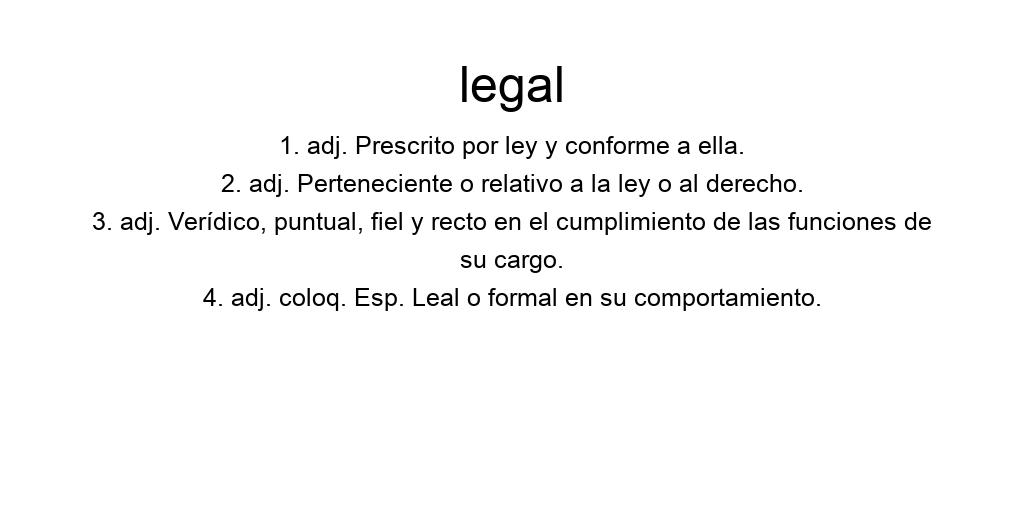 legal
1. adj. Prescrito por ley y conforme a ella.
2. adj. Perteneciente o relativo a la ley o al derecho.
3. adj. Verídico, puntual, fiel y recto en el cumplimiento de las funciones de
su cargo.
4. adj. coloq. Esp. Leal o formal en su comportamiento.